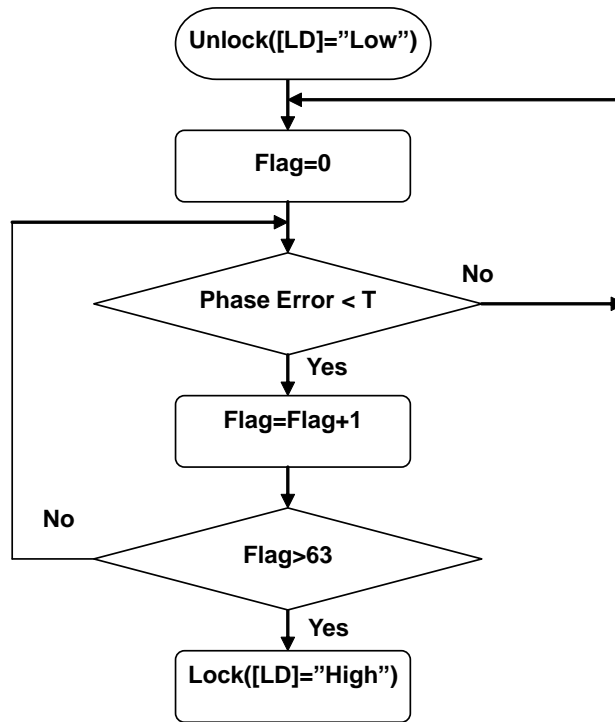 Unlock([LD]=”Low”)
Flag=0
No
Phase Error < T
Yes
Flag=Flag+1
No
Flag>63
Yes
Lock([LD]=”High”)